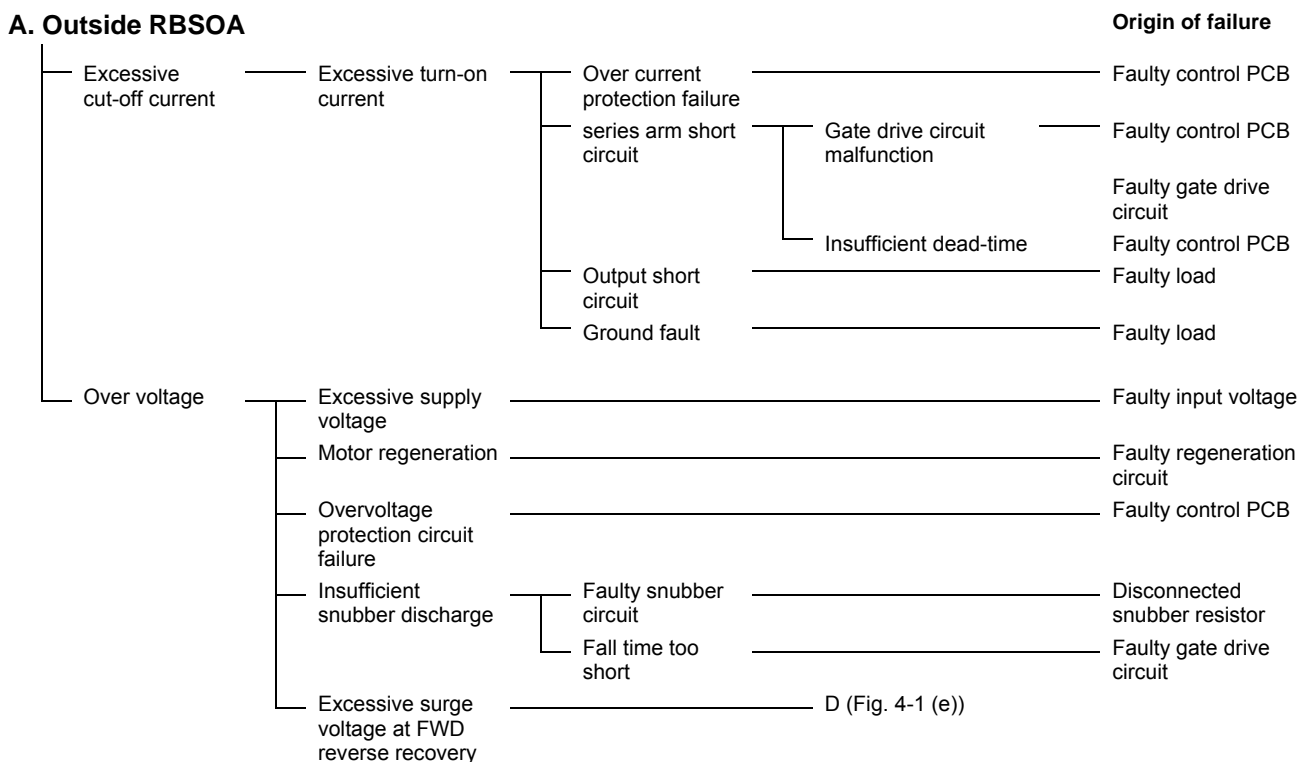 A. Outside RBSOA
Origin of failure
Excessive
cut-off current
Excessive turn-on
current
Over current
protection failure
Faulty control PCB
series arm short
circuit
Gate drive circuit
malfunction
Faulty control PCB
Faulty gate drive
circuit
Insufficient dead-time
Faulty control PCB
Output short
circuit
Faulty load
Ground fault
Faulty load
Over voltage
Excessive supply
voltage
Faulty input voltage
Motor regeneration
Faulty regeneration
circuit
Overvoltage
protection circuit
failure
Faulty control PCB
Insufficient
snubber discharge
Faulty snubber
circuit
Disconnected
snubber resistor
Fall time too
short
Faulty gate drive
circuit
Excessive surge
voltage at FWD
reverse recovery
D (Fig. 4-1 (e))